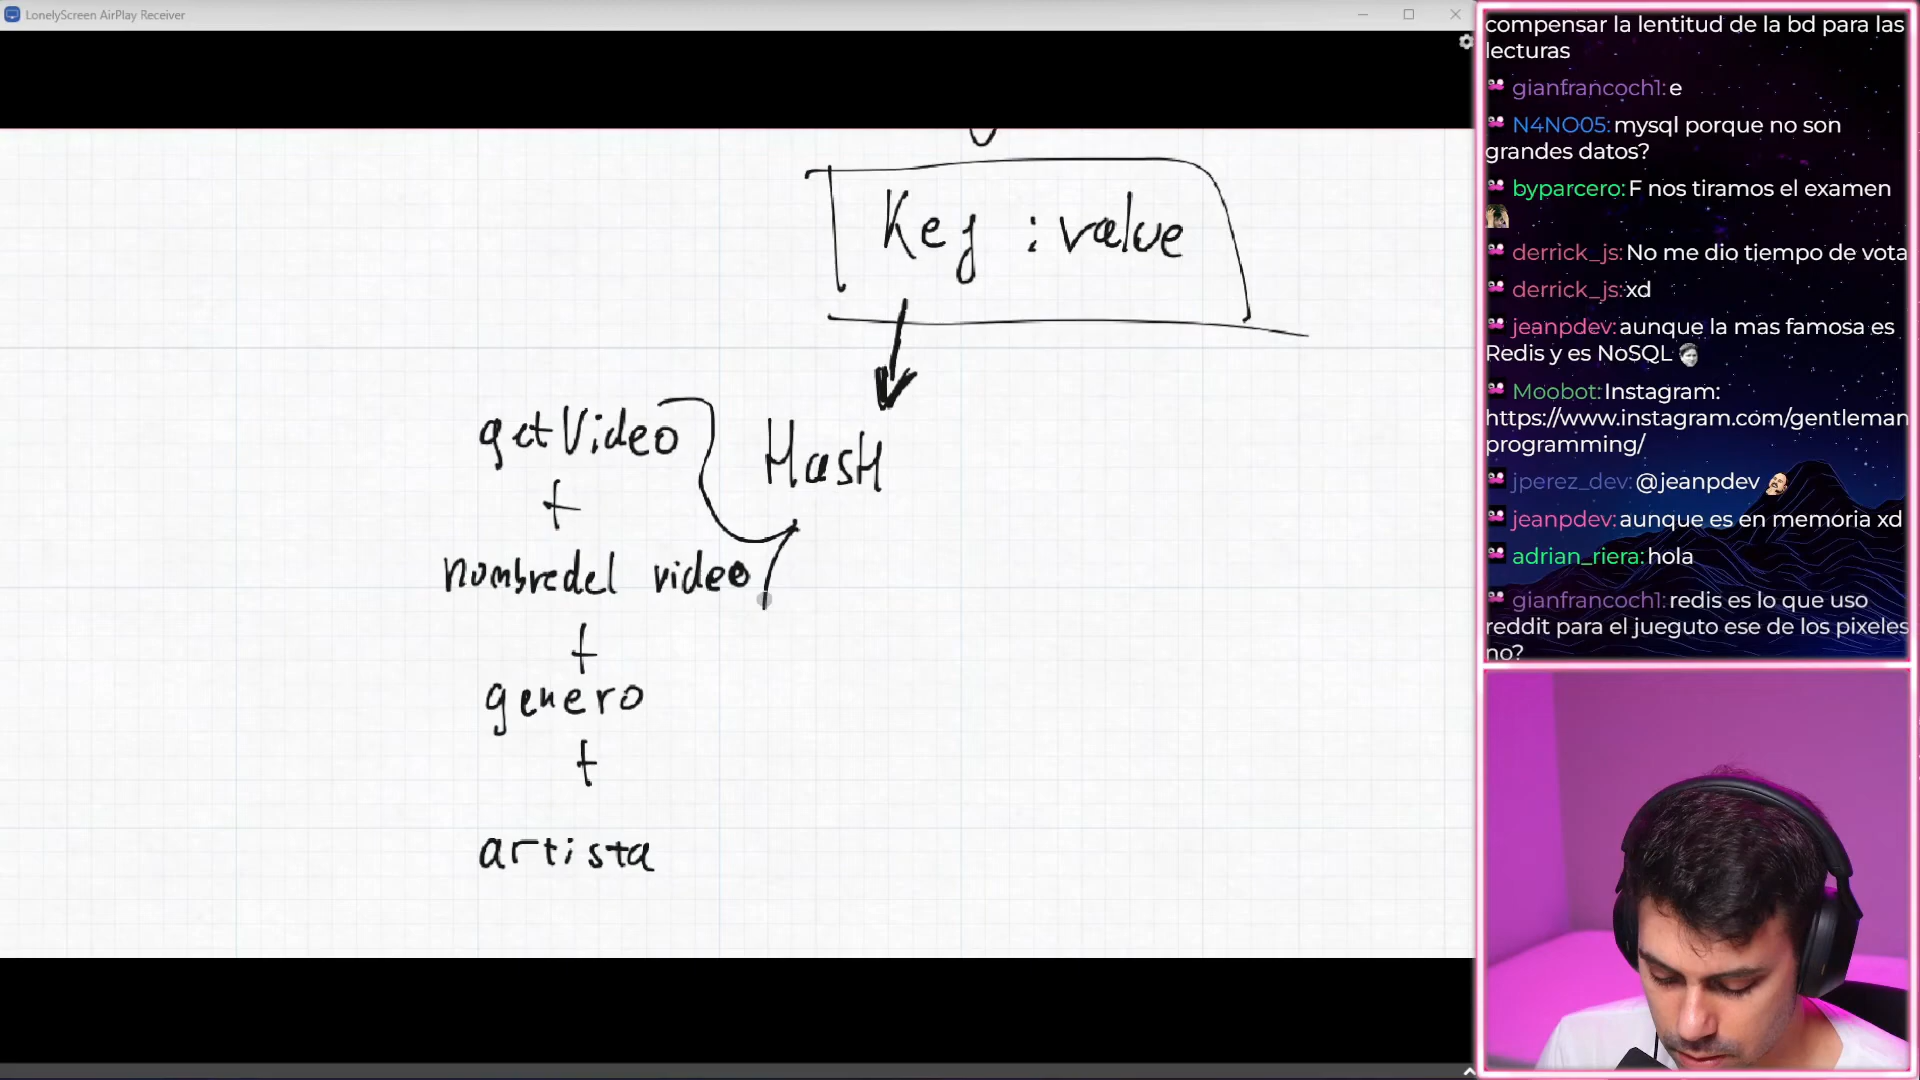 LonelyScreen AirPlay Receiver
Key : value
getVideo
HasH
+
nombredel video
+
genero
+
artista
compensar la lentitud de la bd para las
lecturas
gianfrancoch1: e
N4NO05: mysql porque no son
grandes datos?
byparcero: F nos tiramos el examen
derrick_js: No me dio tiempo de vota
derrick_js: xd
jeanpdev: aunque la mas famosa es
Redis y es NoSQL
Moobot: Instagram:
https://www.instagram.com/gentleman
programming/
jperez_dev: @jeanpdev
jeanpdev: aunque es en memoria xd
adrian_riera: hola
gianfrancoch1: redis es lo que uso
reddit para el jueguto ese de los pixeles
no?